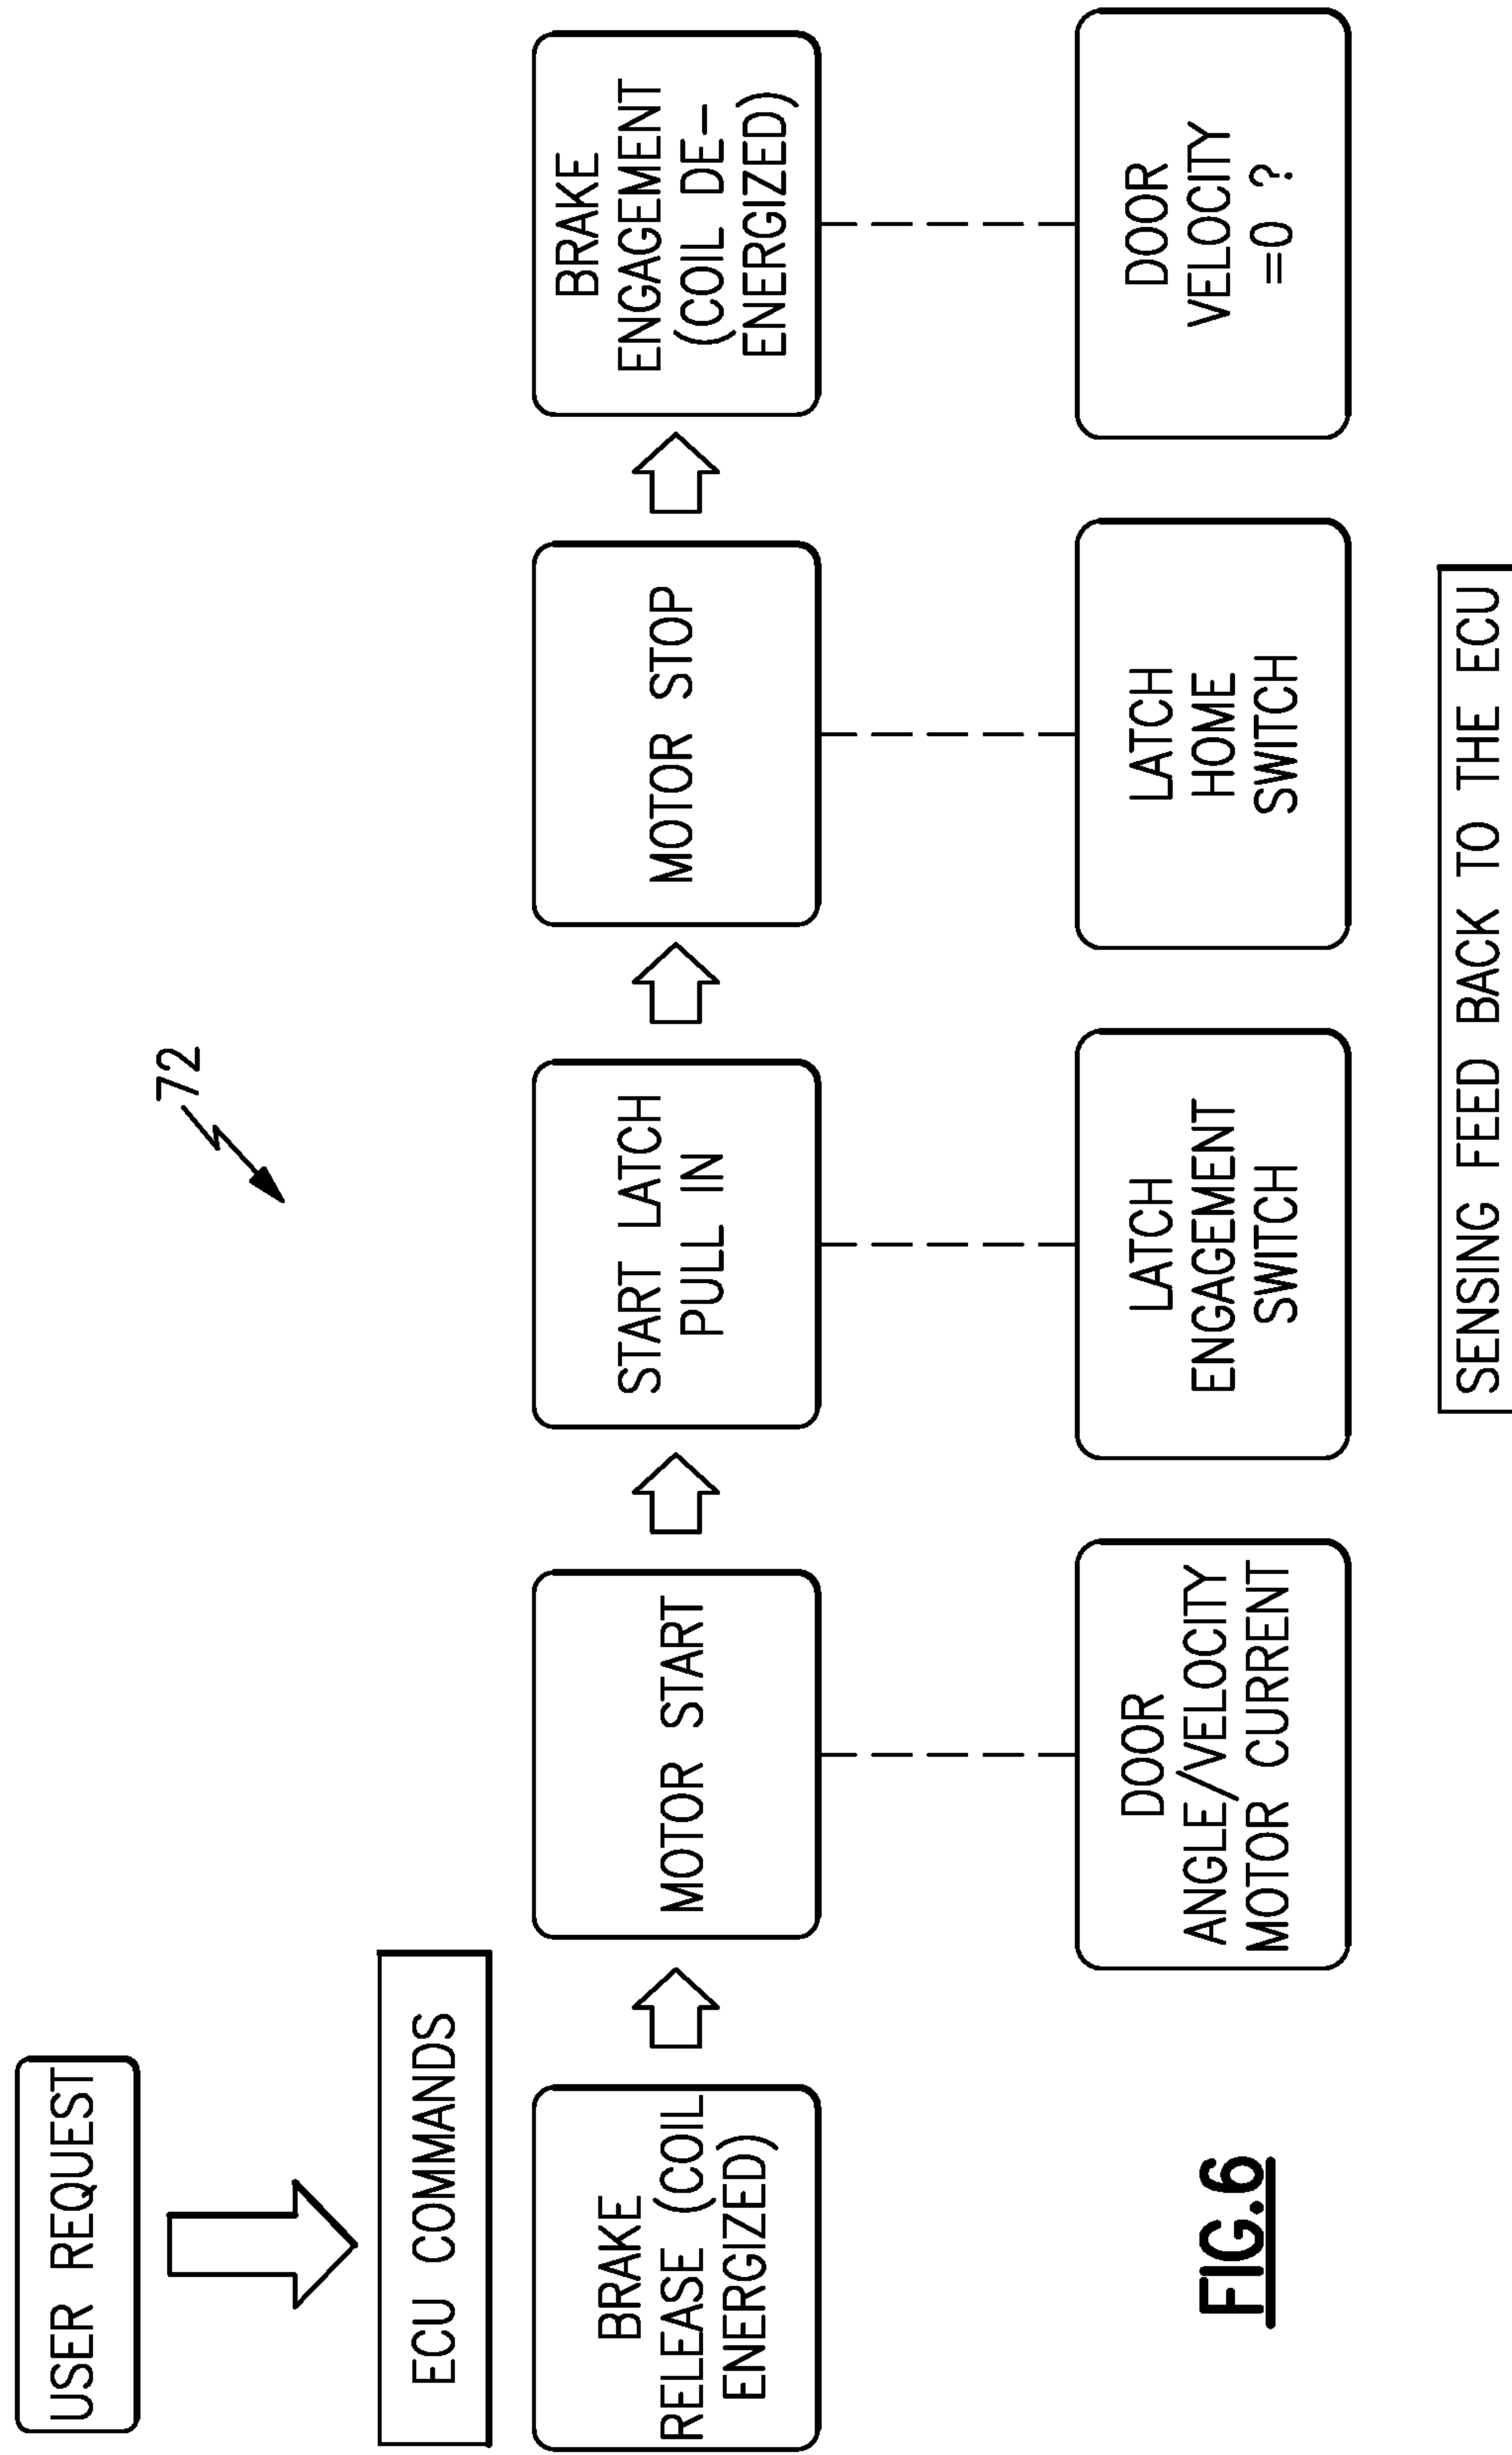 USER REQUEST
72
ECU COMMANDS
BRAKE
RELEASE (COIL
ENERGIZED)
MOTOR START
START LATCH
PULL IN
MOTOR STOP
BRAKE
ENGAGEMENT
(COIL DE-
ENERGIZED)
DOOR
ANGLE/VELOCITY
MOTOR CURRENT
LATCH
ENGAGEMENT
SWITCH
LATCH
HOME
SWITCH
DOOR
VELOCITY
=0 ?
SENSING FEED BACK TO THE ECU
FIG.6